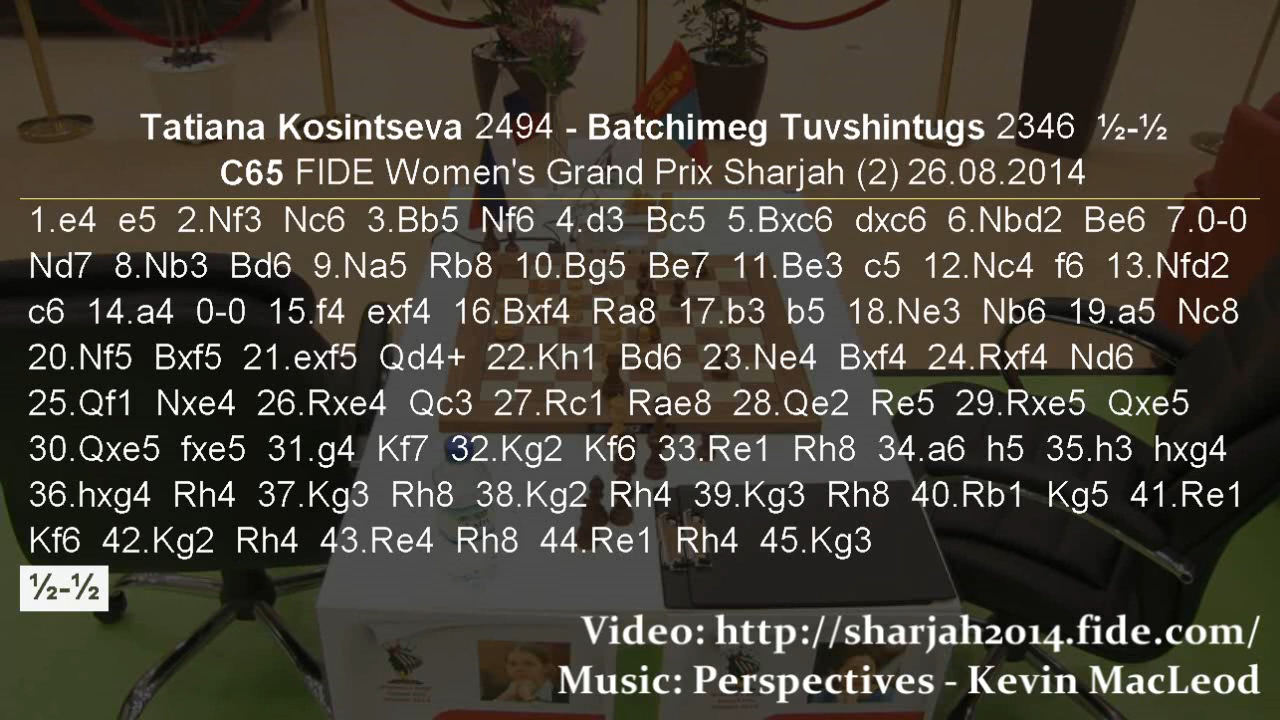 Tatiana Kosintseva 2494 - Batchimeg Tuvshintugs 2346 ½-½
C65 FIDE Women's Grand Prix Sharjah (2) 26.08.2014
1.e4 e5 2.Nf3 Nc6 3.Bb5 Nf6 4.d3 Bc5 5.Bxc6 dxc6 6.Nbd2 Be6 7.0-0
Nd7 8.Nb3 Bd6 9.Na5 Rb8 10.Bg5 Be7 11.Be3 c5 12.Nc4 f6 13.Nfd2
c6 14.a4 0-0 15.f4 exf4 16.Bxf4 Ra8 17.b3 b5 18.Ne3 Nb6 19.a5 Nc8
20.Nf5 Bxf5 21.exf5 Qd4+ 22.Kh1 Bd6 23.Ne4 Bxf4 24.Rxf4 Nd6
25.Qf1 Nxe4 26.Rxe4 Qc3 27.Rc1 Rae8 28.Qe2 Re5 29.Rxe5 Qxe5
30.Qxe5 fxe5 31.g4 Kf7 32.Kg2 Kf6 33.Re1 Rh8 34.a6 h5 35.h3 hxg4
36.hxg4 Rh4 37.Kg3 Rh8 38.Kg2 Rh4 39.Kg3 Rh8 40.Rb1 Kg5 41.Re1
Kf6 42.Kg2 Rh4 43.Re4 Rh8 44.Re1 Rh4 45.Kg3
½-½
Video: http://sharjah2014.fide.com/
Music: Perspectives - Kevin MacLeod